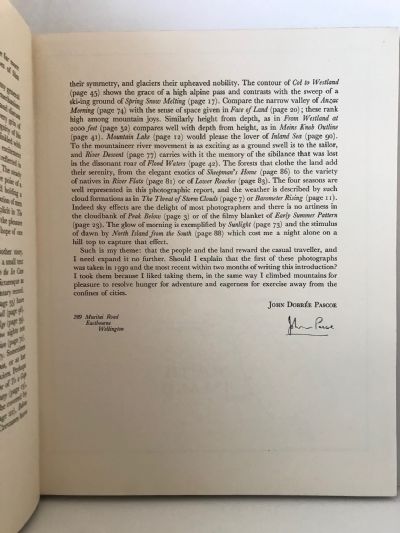 their symmetry, and glaciers their upheaved nobility. The contour of Col to Westland
(page 45) shows the grace of a high alpine pass and contrasts with the sweep of a
ski-ing ground of Spring Snow Melting (page 17). Compare the narrow valley of Anzac
Morning (page 74) with the sense of space given in Face of Land (page 20); these rank
high among mountain joys. Similarly height from depth, as in From Westland at
2000 feet (page 52) compares well with depth from height, as in Meins Knob Outline
(page 41). Mountain Lake (page 12) would please the lover of Inland Sea (page 90).
To the mountaineer river movement is as exciting as a ground swell is to the sailor,
and River Descent (page 77) carries with it the memory of the sibilance that was lost
in the dissonant roar of Flood Waters (page 42). The forests that clothe the land add
their serenity, from the elegant exotics of Sheepman's Home (page 86) to the variety
of natives in River Flats (page 81) or of Lower Reaches (page 83). The four seasons are
well represented in this photographic report, and the weather is described by such
cloud formations as in The Threat of Storm Clouds (page 7) or Barometer Rising (page 11).
Indeed sky effects are the delight of most photographers and there is no artiness in
the cloudbank of Peak Below (page 3) or of the filmy blanket of Early Summer Pattern
(page 23). The glow of morning is exemplified by Sunlight (page 73) and the stimulus
of dawn by North Island from the South (page 88) which cost me a night alone on a
hill top to capture that effect.
Such is my theme: that the people and the land reward the casual traveller, and
I need expand it no further. Should I explain that the first of these photographs
was taken in 1930 and the most recent within two months of writing this introduction?
I took them because I liked taking them, in the same way I climbed mountains for
pleasure to resolve hunger for adventure and eagerness for exercise away from the
confines of cities.
JOHN DOBRÉE PASCOE
289 Muritai Road
Eastbourne
Wellington
John Pascoe